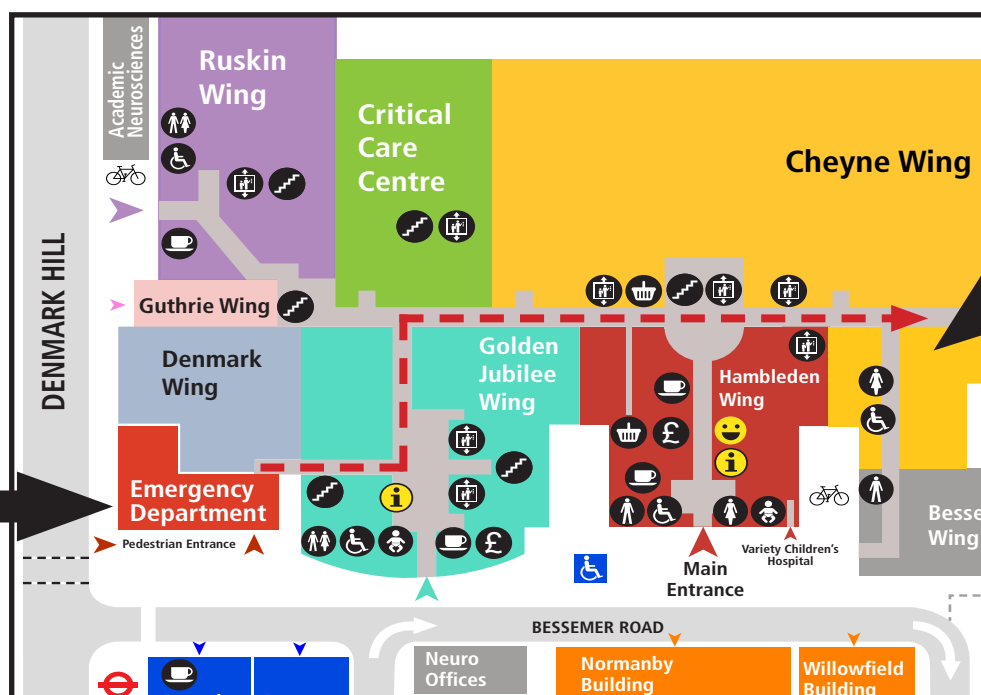 Academic
Neurosciences
Ruskin
Wing
Critical
Care
Centre
Cheyne Wing
DENMARK HILL
Guthrie Wing
Denmark
Wing
Golden
Jubilee
Wing
Hambleden
Wing
£
i
i
£
Emergency
Department
Pedestrian Entrance
Main
Entrance
Variety Children's
Hospital
Besse
Wing
BESSEMER ROAD
Neuro
Offices
Normanby
Building
Willowfield
Building